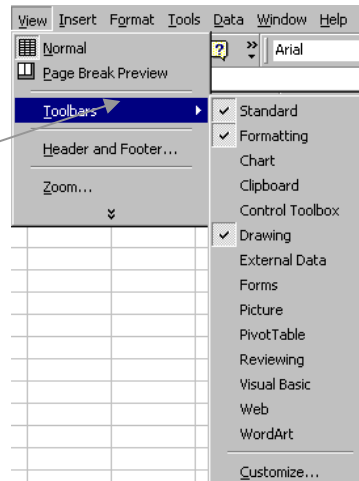 View Insert Format Tools Data Window Help
Normal
Page Break Preview
Toolbars
Header and Footer...
Zoom...
? » Arial
Standard
Formatting
Chart
Clipboard
Control Toolbox
Drawing
External Data
Forms
Picture
PivotTable
Reviewing
Visual Basic
Web
WordArt
Customize...